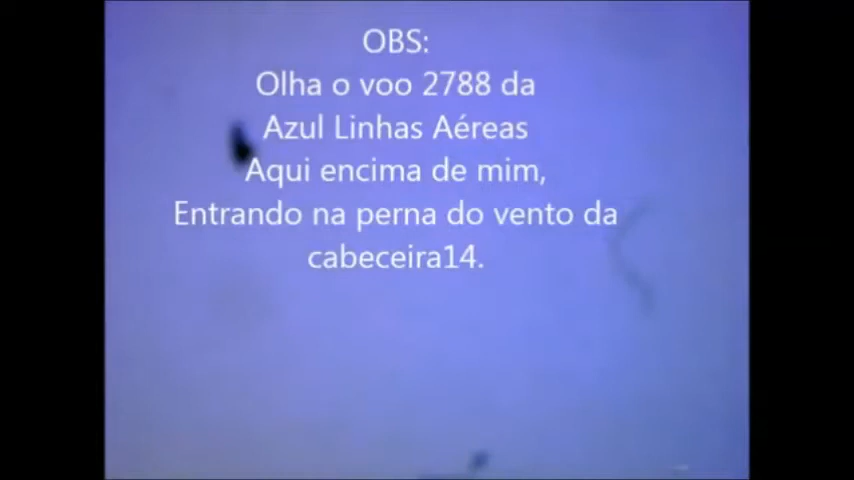 OBS:
Olha o voo 2788 da
Azul Linhas Aéreas
Aqui encima de mim,
Entrando na perna do vento da
cabeceira14.